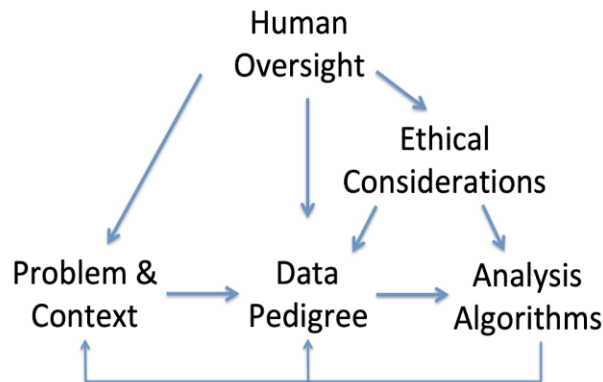 Human
Oversight
Ethical
Considerations
Problem &
Context
Data
Pedigree
Analysis
Algorithms